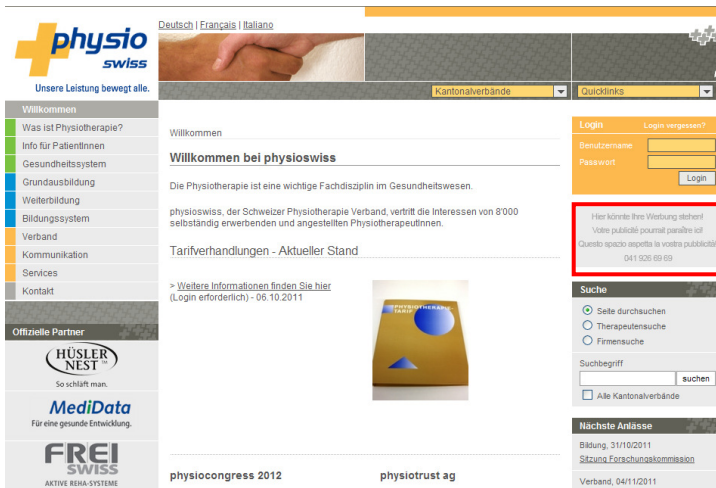 physio
swiss
Unsere Leistung bewegt alle.
Deutsch | Français | Italiano
Kantonalverbände
Quicklinks
Willkommen
Was ist Physiotherapie?
Info für PatientInnen
Gesundheitssystem
Grundausbildung
Weiterbildung
Bildungssystem
Verband
Kommunikation
Services
Kontakt
Offizielle Partner
HÜSLER
NEST
So schläft man.
MediData
Für eine gesunde Entwicklung.
FREI
SWISS
AKTIVE REHA-SYSTEME
Willkommen
Willkommen bei physioswiss
Die Physiotherapie ist eine wichtige Fachdisziplin im Gesundheitswesen.
physioswiss, der Schweizer Physiotherapie Verband, vertritt die Interessen von 8'000
selbständig erwerbenden und angestellten PhysiotherapeutInnen.
Tarifverhandlungen - Aktueller Stand
> Weitere Informationen finden Sie hier
(Login erforderlich) - 06.10.2011
PHYSIOTHERAPIE-
TARIF
physiocongress 2012
physiotrust ag
Login Login vergessen?
Benutzername
Passwort
Login
Hier könnte Ihre Werbung stehen!
Votre publicité pourrait paraître ici!
Questo spazio aspetta la vostra pubblicità!
041 926 69 69
Suche
Seite durchsuchen
Therapeutensuche
Firmensuche
Suchbegriff
suchen
Alle Kantonalverbände
Nächste Anlässe
Bildung, 31/10/2011
Sitzung Forschungskommission
Verband, 04/11/2011